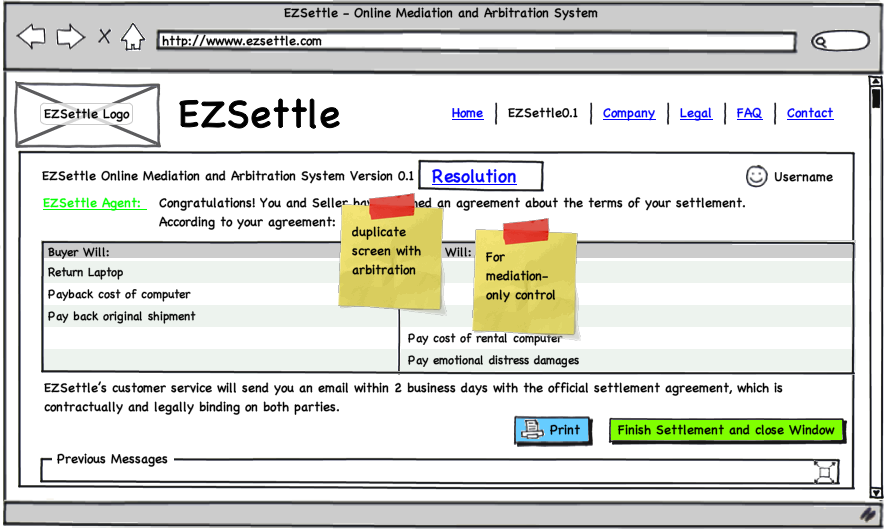 EZSettle - Online Mediation and Arbitration System
http://wwww.ezsettle.com
EZSettle Logo
EZSettle
Home
EZSettle0.1
Company
Legal
FAQ
Contact
EZSettle Online Mediation and Arbitration System Version 0.1
Resolution
Username
EZSettle Agent:
Congratulations! You and Seller an agreement about the terms of your settlement.
According to your agreement:
duplicate
screen with
arbitration
For
mediation-
only control
Buyer Will:
Will:
Return Laptop
Payback cost of computer
Pay back original shipment
Pay cost of rental computer
Pay emotional distress damages
EZSettle's customer service will send you an email within 2 business days with the official settlement agreement, which is
contractually and legally binding on both parties.
Print
Finish Settlement and close Window
Previous Messages